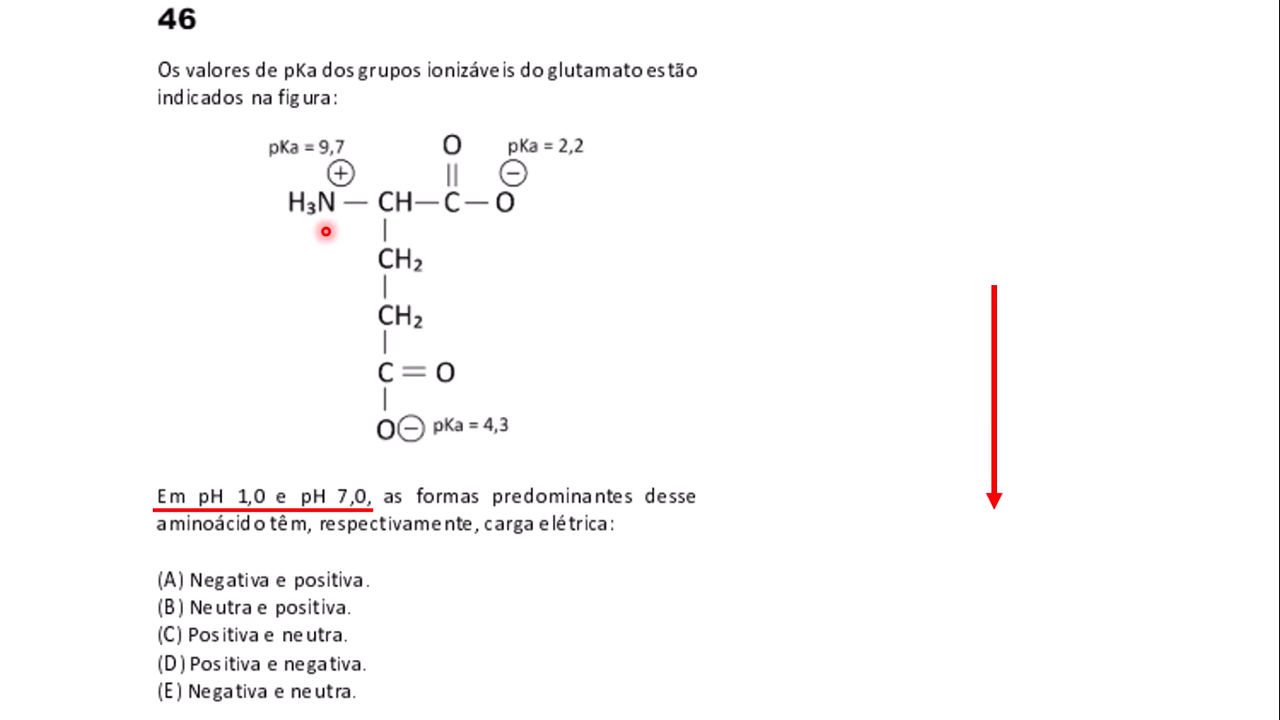 46
Os valores de pKa dos grupos ionizáveis do glutamato estão
indicados na figura:
pKa = 9,7 O pKa = 2,2
+ || −
H₃N — CH — C — O
|
CH₂
|
CH₂
|
C = O
|
O − pKa = 4,3
Em pH 1,0 e pH 7,0, as formas predominantes desse
aminoácido têm, respectivamente, carga elétrica:
(A) Negativa e positiva.
(B) Neutra e positiva.
(C) Positiva e neutra.
(D) Positiva e negativa.
(E) Negativa e neutra.